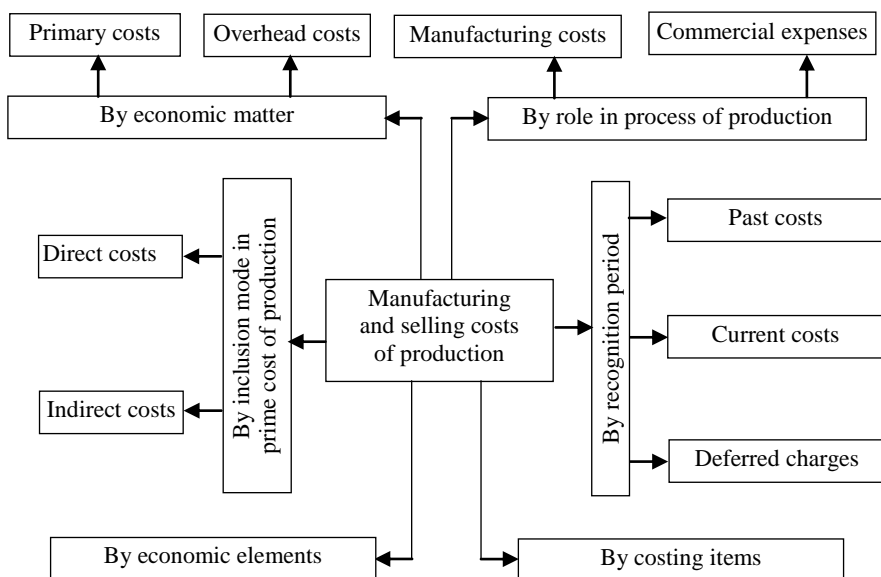 Primary costs
Overhead costs
Manufacturing costs
Commercial expenses
By economic matter
By role in process of production
Direct costs
Indirect costs
By inclusion mode in
prime cost of production
Manufacturing
and selling costs
of production
By recognition period
Past costs
Current costs
Deferred charges
By economic elements
By costing items